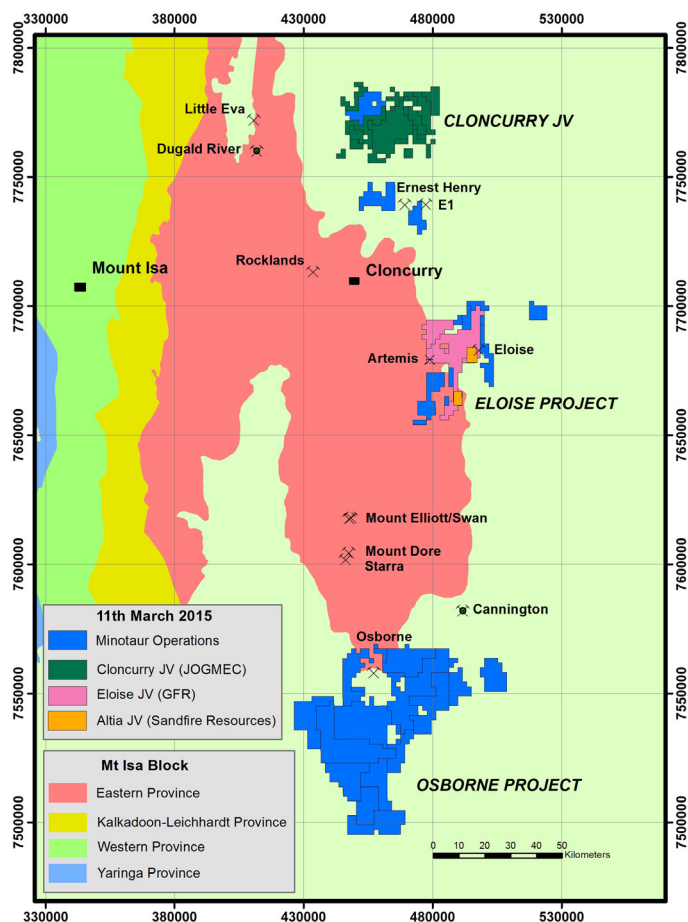 330000 380000 430000 480000 530000
7800000 7800000
Little Eva
CLONCURRY JV
Dugald River
7750000 7750000
Ernest Henry
E1
Rocklands
Mount Isa
Cloncurry
7700000 7700000
Artemis
Eloise
ELOISE PROJECT
7650000 7650000
Mount Elliott/Swan
Mount Dore
Starra
7600000 7600000
Cannington
Osborne
11th March 2015
Minotaur Operations
Cloncurry JV (JOGMEC)
Eloise JV (GFR)
Altia JV (Sandfire Resources)
7550000 7550000
Mt Isa Block
Eastern Province
Kalkadoon-Leichhardt Province
Western Province
Yaringa Province
OSBORNE PROJECT
7500000 7500000
0 10 20 30 40 50
Kilometers
330000 380000 430000 480000 530000